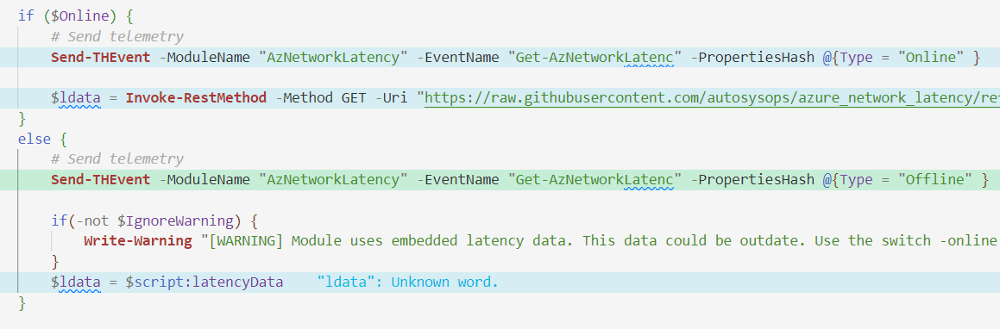 if ($Online) {
# Send telemetry
Send-THEvent -ModuleName "AzNetworkLatency" -EventName "Get-AzNetworkLatenc" -PropertiesHash @{Type = "Online" }
$ldata = Invoke-RestMethod -Method GET -Uri "https://raw.githubusercontent.com/autosysops/azure_network_latency/re
}
else {
# Send telemetry
Send-THEvent -ModuleName "AzNetworkLatency" -EventName "Get-AzNetworkLatenc" -PropertiesHash @{Type = "Offline" }
if(-not $IgnoreWarning) {
Write-Warning "[WARNING] Module uses embedded latency data. This data could be outdate. Use the switch -online
}
$ldata = $script:latencyData "ldata": Unknown word.
}